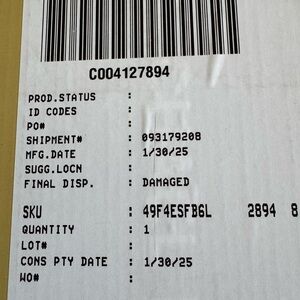 C004127894
PROD.STATUS :
ID CODES :
PO# :
SHIPMENT# : 09317920B
MFG.DATE : 1/30/25
SUGG.LOCN :
FINAL DISP. : DAMAGED
SKU : 49F4ESFB6L 2894 8
QUANTITY : 1
LOT# :
CONS PTY DATE : 1/30/25
WO# :